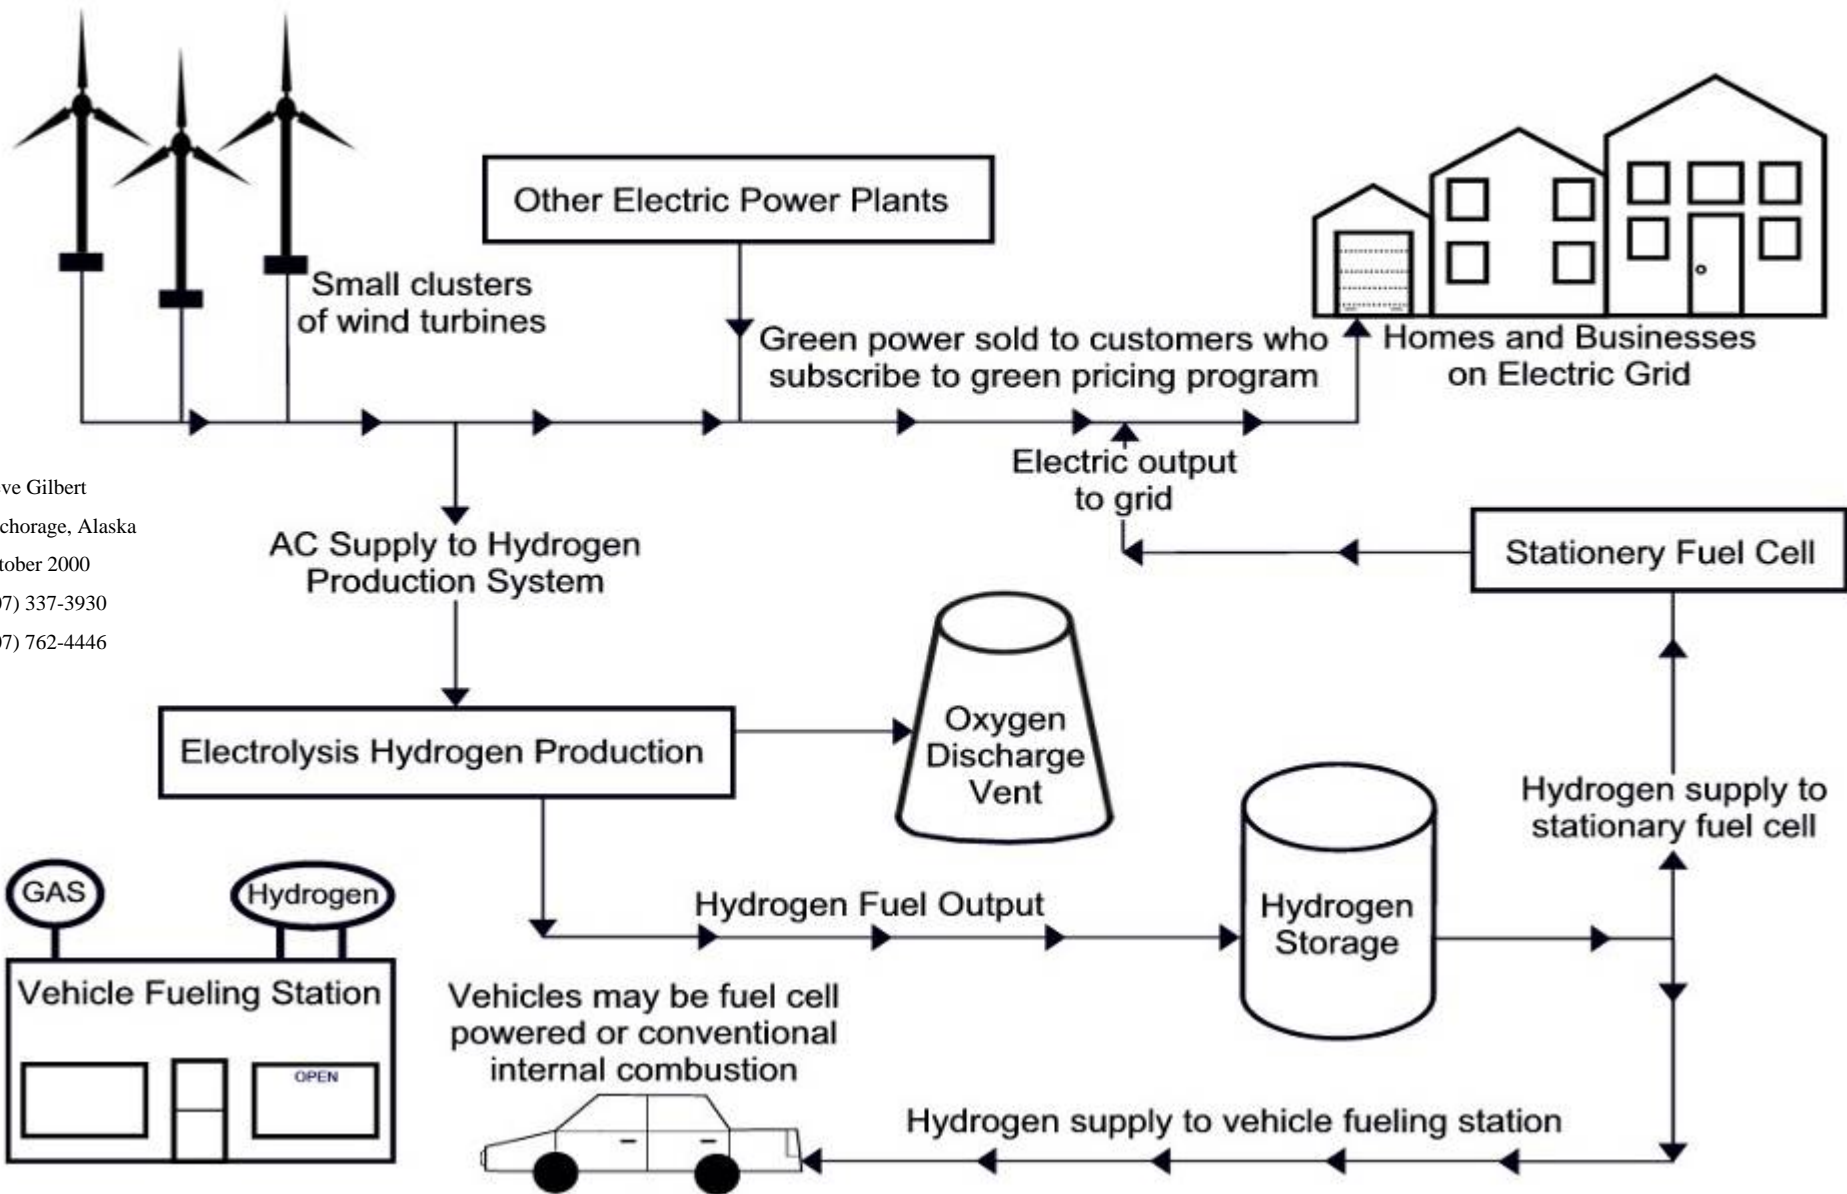 Other Electric Power Plants
Small clusters
of wind turbines
Green power sold to customers who
subscribe to green pricing program
Homes and Businesses
on Electric Grid
Electric output
to grid
ve Gilbert
chorage, Alaska
tober 2000
07) 337-3930
07) 762-4446
AC Supply to Hydrogen
Production System
Stationery Fuel Cell
Electrolysis Hydrogen Production
Oxygen
Discharge
Vent
Hydrogen supply to
stationary fuel cell
GAS
Hydrogen
Hydrogen Fuel Output
Hydrogen
Storage
Vehicle Fueling Station
OPEN
Vehicles may be fuel cell
powered or conventional
internal combustion
Hydrogen supply to vehicle fueling station